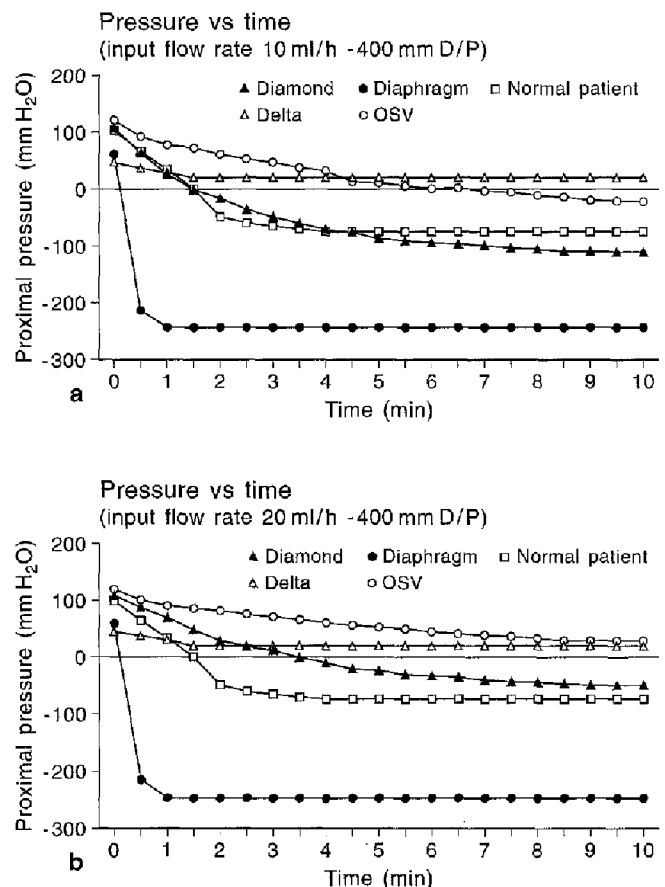 Pressure vs time
(input flow rate 10 ml/h -400 mm D/P)
Proximal pressure (mm H₂O)
200
100
0
-100
-200
-300
Diamond
Diaphragm
Normal patient
Delta
OSV
0 1 2 3 4 5 6 7 8 9 10
Time (min)
a
Pressure vs time
(input flow rate 20 ml/h -400 mm D/P)
Proximal pressure (mm H₂O)
200
100
0
-100
-200
-300
Diamond
Diaphragm
Normal patient
Delta
OSV
0 1 2 3 4 5 6 7 8 9 10
Time (min)
b